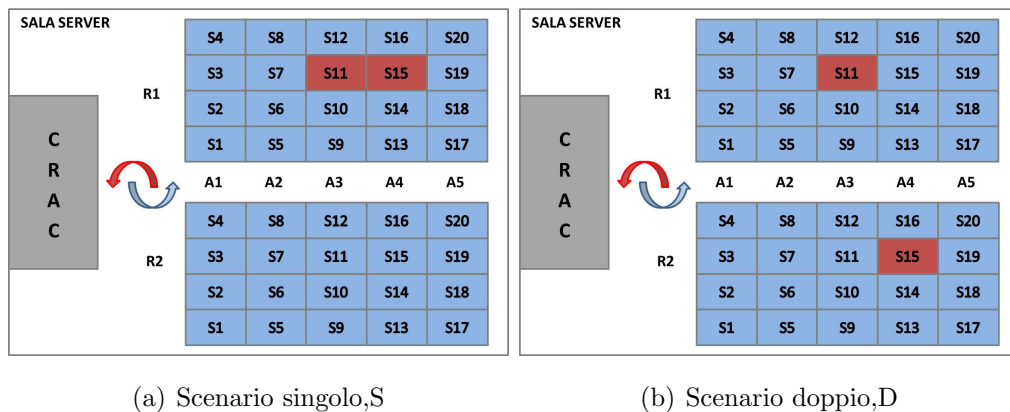 SALA SERVER
S4 S8 S12 S16 S20
S3 S7 S11 S15 S19
R1
S2 S6 S10 S14 S18
S1 S5 S9 S13 S17
C
R
A
C
A1 A2 A3 A4 A5
S4 S8 S12 S16 S20
R2
S3 S7 S11 S15 S19
S2 S6 S10 S14 S18
S1 S5 S9 S13 S17
(a) Scenario singolo,S
SALA SERVER
S4 S8 S12 S16 S20
S3 S7 S11 S15 S19
R1
S2 S6 S10 S14 S18
S1 S5 S9 S13 S17
C
R
A
C
A1 A2 A3 A4 A5
S4 S8 S12 S16 S20
R2
S3 S7 S11 S15 S19
S2 S6 S10 S14 S18
S1 S5 S9 S13 S17
(b) Scenario doppio,D